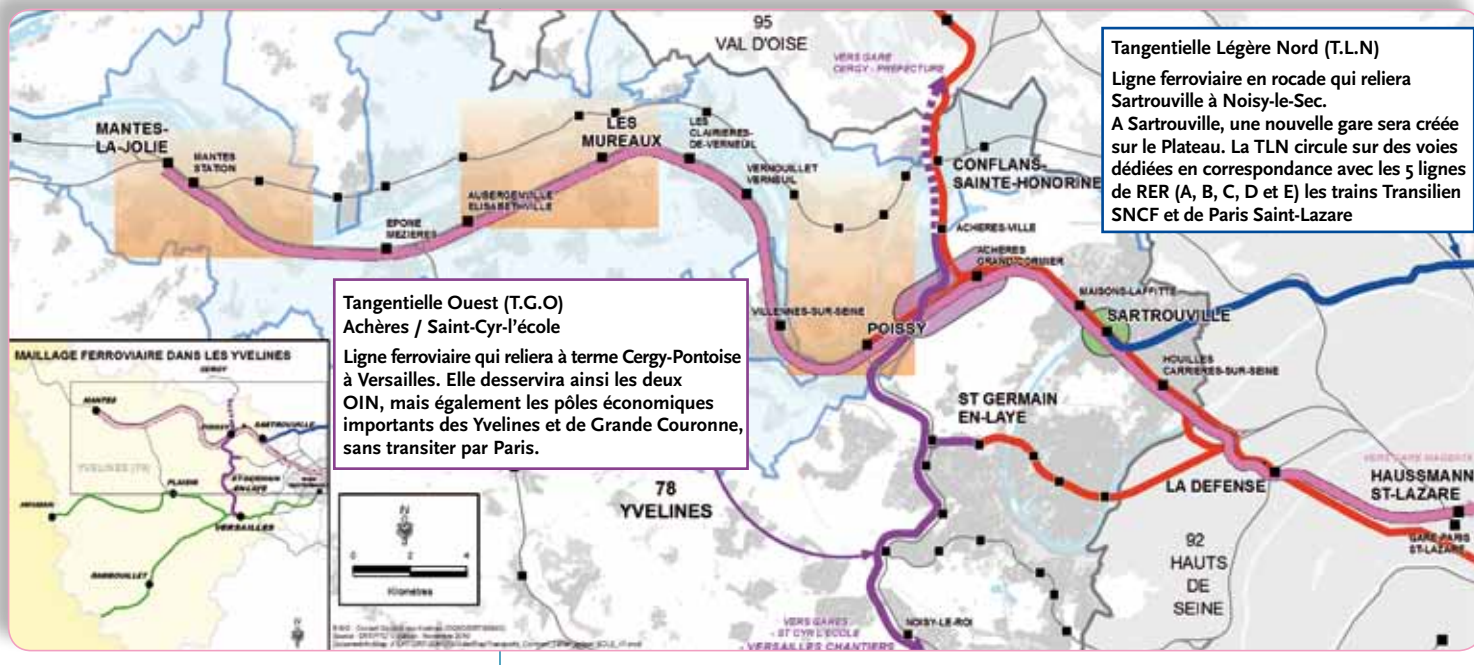 95
VAL D'OISE
VERS GARE
CERGY - PREFECTURE
Tangentielle Légère Nord (T.L.N)
Ligne ferroviaire en rocade qui reliera
Sartrouville à Noisy-le-Sec.
A Sartrouville, une nouvelle gare sera créée
sur le Plateau. La TLN circule sur des voies
dédiées en correspondance avec les 5 lignes
de RER (A, B, C, D et E) les trains Transilien
SNCF et de Paris Saint-Lazare
MANTES-
LA-JOLIE
MANTES
STATION
LES
MUREAUX
LES
CLAIRIERES-
DE-VERNEUIL
VERNOUILLET
VERNEUIL
AUBERGENVILLE
ELISABETHVILLE
EPONE
MEZIERES
CONFLANS-
SAINTE-HONORINE
ACHERES-VILLE
ACHERES
GRAND-CORMIER
MAISONS-LAFFITTE
SARTROUVILLE
VILLENNES-SUR-SEINE
POISSY
HOUILLES
CARRIERES-SUR-SEINE
Tangentielle Ouest (T.G.O)
Achères / Saint-Cyr-l'école
Ligne ferroviaire qui reliera à terme Cergy-Pontoise
à Versailles. Elle desservira ainsi les deux
OIN, mais également les pôles économiques
importants des Yvelines et de Grande Couronne,
sans transiter par Paris.
ST GERMAIN
EN-LAYE
LA DEFENSE
VERS GARE MAGENTA
HAUSSMANN
ST-LAZARE
GARE PARIS
ST-LAZARE
78
YVELINES
92
HAUTS
DE
SEINE
NOISY-LE-ROI
VERS GARES
- ST CYR L'ECOLE
- VERSAILLES CHANTIERS
MAILLAGE FERROVIAIRE DANS LES YVELINES
CERGY
MANTES
POISSY
SARTROUVILLE
YVELINES (78)
ST-GERMAIN
EN-LAYE
PLAISIR
VERSAILLES
RAMBOUILLET
N
0 2 4
Kilomètres
N